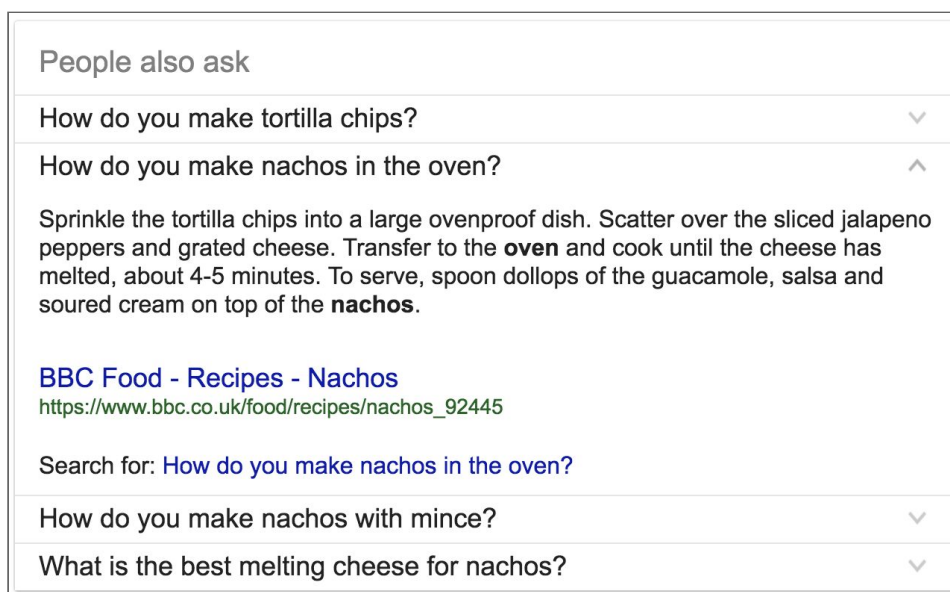 People also ask
How do you make tortilla chips?
How do you make nachos in the oven?
Sprinkle the tortilla chips into a large ovenproof dish. Scatter over the sliced jalapeno
peppers and grated cheese. Transfer to the oven and cook until the cheese has
melted, about 4-5 minutes. To serve, spoon dollops of the guacamole, salsa and
soured cream on top of the nachos.
BBC Food - Recipes - Nachos
https://www.bbc.co.uk/food/recipes/nachos_92445
Search for: How do you make nachos in the oven?
How do you make nachos with mince?
What is the best melting cheese for nachos?